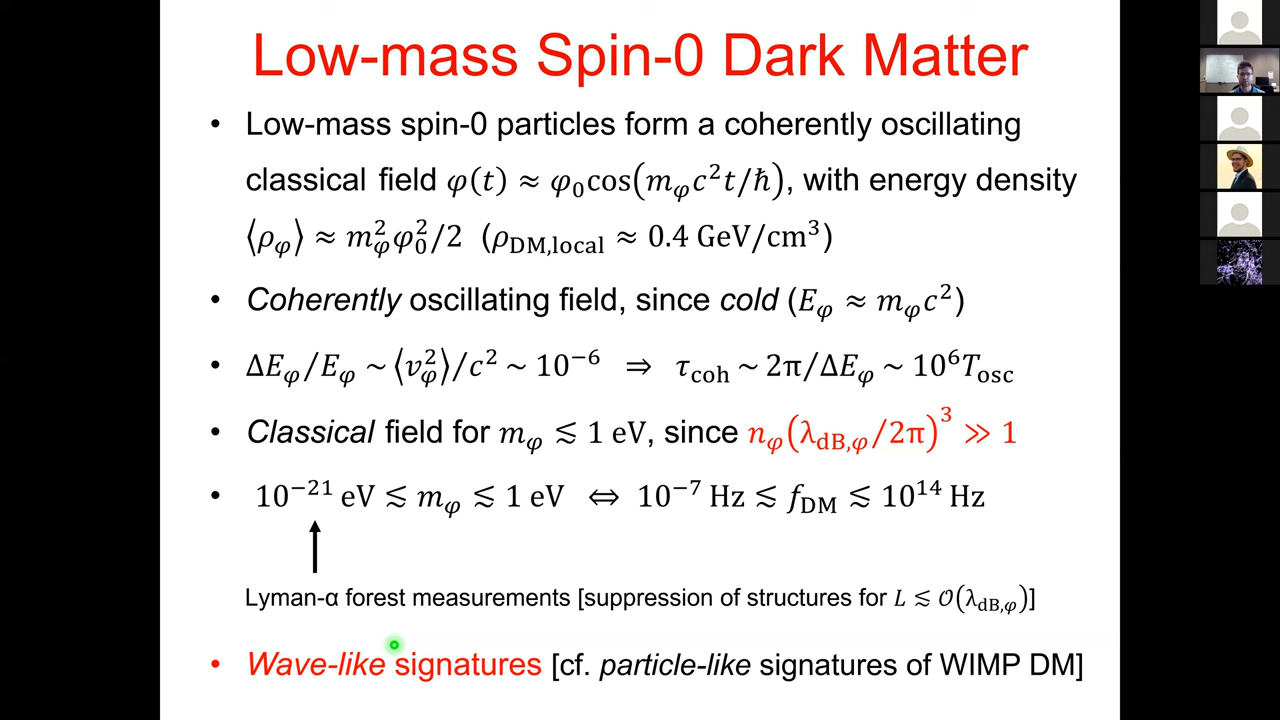 Low-mass Spin-0 Dark Matter
• Low-mass spin-0 particles form a coherently oscillating
classical field φ(t) ≈ φ₀cos(m_φc²t/ℏ), with energy density
⟨ρ_φ⟩ ≈ m_φ²φ₀²/2 (ρ_DM,local ≈ 0.4 GeV/cm³)
• Coherently oscillating field, since cold (E_φ ≈ m_φc²)
• ΔE_φ/E_φ ~ ⟨v_φ²⟩/c² ~ 10⁻⁶ ⇒ τ_coh ~ 2π/ΔE_φ ~ 10⁶T_osc
• Classical field for m_φ ≲ 1 eV, since n_φ(λ_dB,φ/2π)³ ≫ 1
• 10⁻²¹ eV ≲ m_φ ≲ 1 eV ⇔ 10⁻⁷ Hz ≲ f_DM ≲ 10¹⁴ Hz
Lyman-α forest measurements [suppression of structures for L ≲ 𝒪(λ_dB,φ)]
• Wave-like signatures [cf. particle-like signatures of WIMP DM]